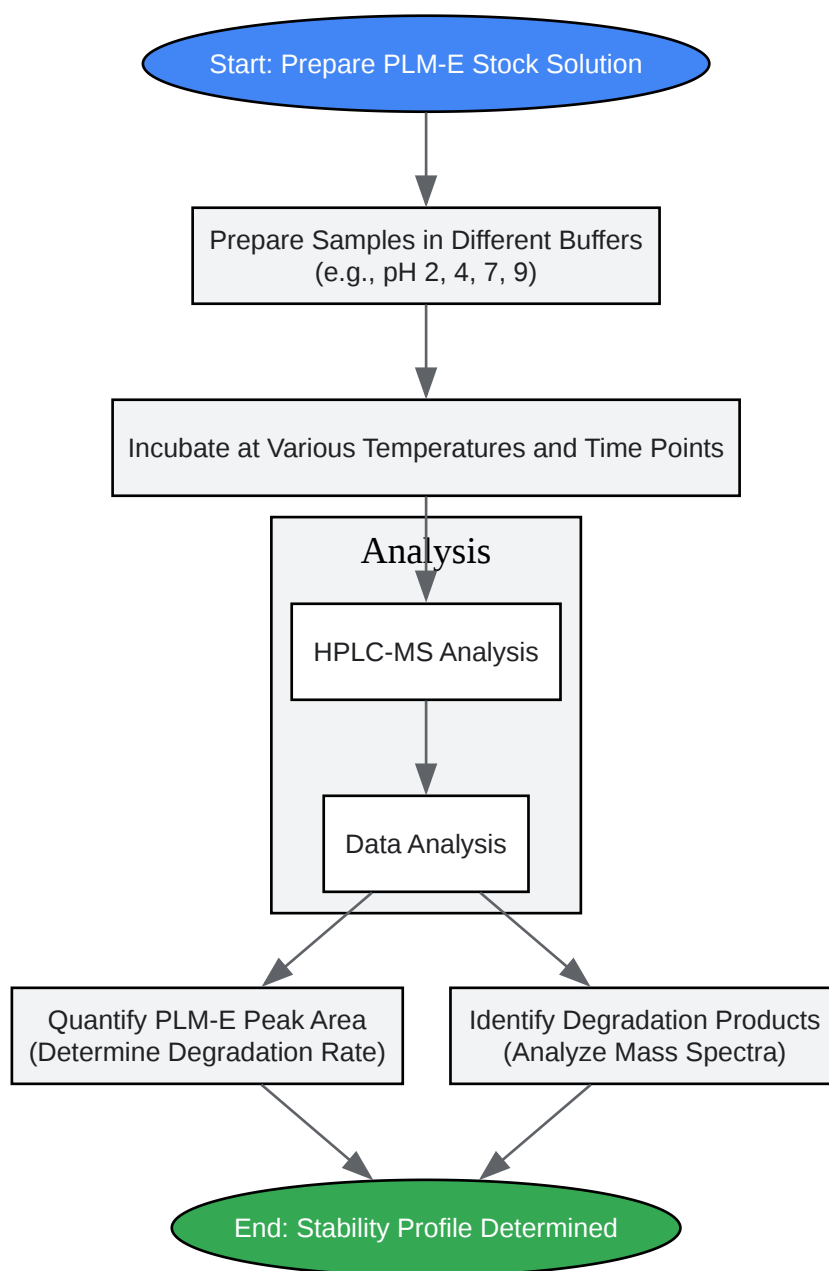 Start: Prepare PLM-E Stock Solution
Prepare Samples in Different Buffers
(e.g., pH 2, 4, 7, 9)
Incubate at Various Temperatures and Time Points
Analysis
HPLC-MS Analysis
Data Analysis
Quantify PLM-E Peak Area
(Determine Degradation Rate)
Identify Degradation Products
(Analyze Mass Spectra)
End: Stability Profile Determined